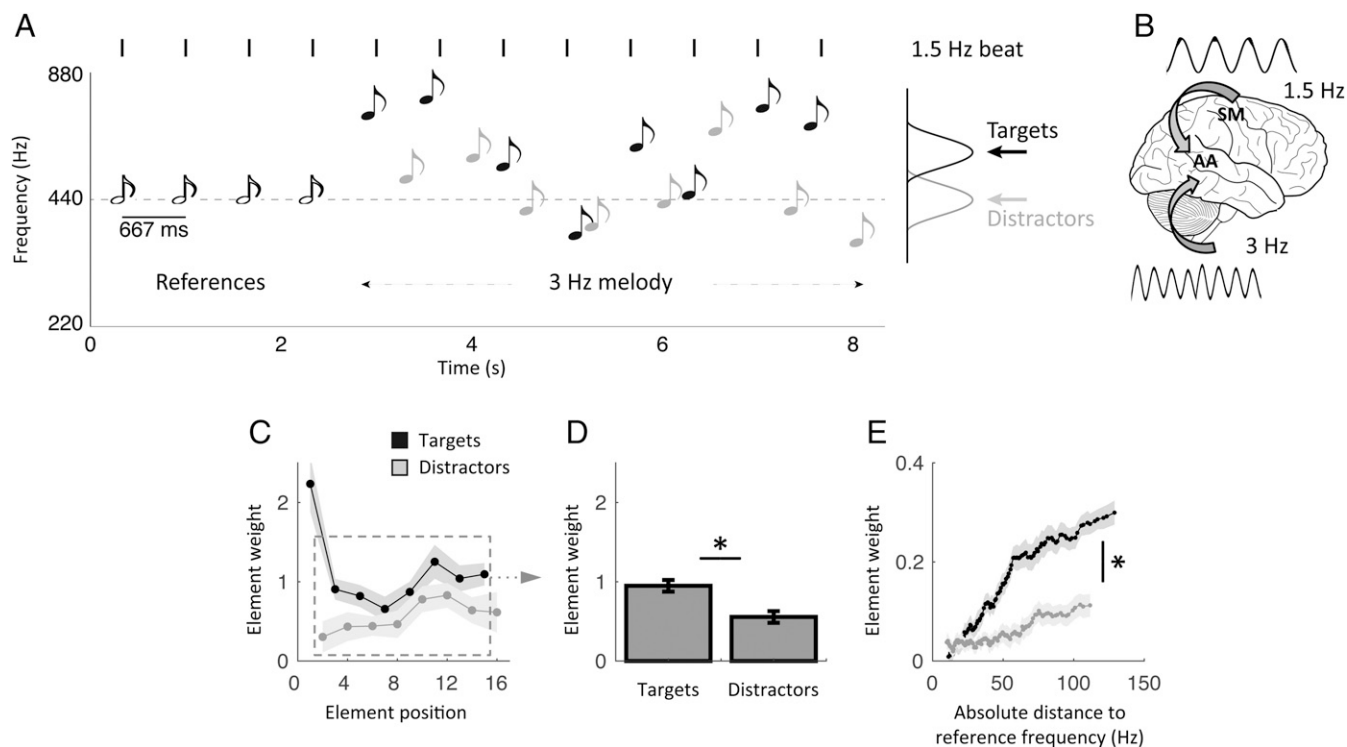 A
880
Frequency (Hz)
440
220
667 ms
References
3 Hz melody
0
2
4
6
8
Time (s)
1.5 Hz beat
Targets
Distractors
B
1.5 Hz
SM
AA
3 Hz
C
Targets
Distractors
Element weight
2
1
0
0
4
8
12
16
Element position
D
Element weight
2
1
0
*
Targets
Distractors
E
Element weight
0.4
0.2
0
*
0
50
100
150
Absolute distance to
reference frequency (Hz)